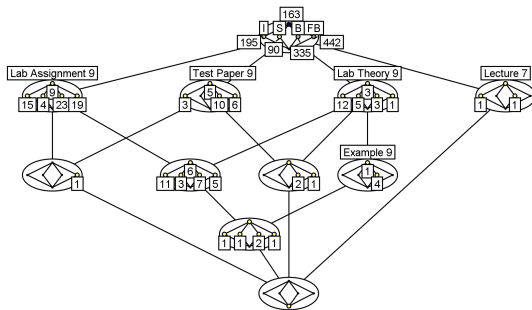 163
I S B FB
195 90 335 442
Lab Assignment 9 Test Paper 9 Lab Theory 9 Lecture 7
9 5 3
15 4 23 19 3 10 6 12 5 3 1 1 1
Example 9
6 1
1 11 3 7 5 2 1 4
1 1 2 1